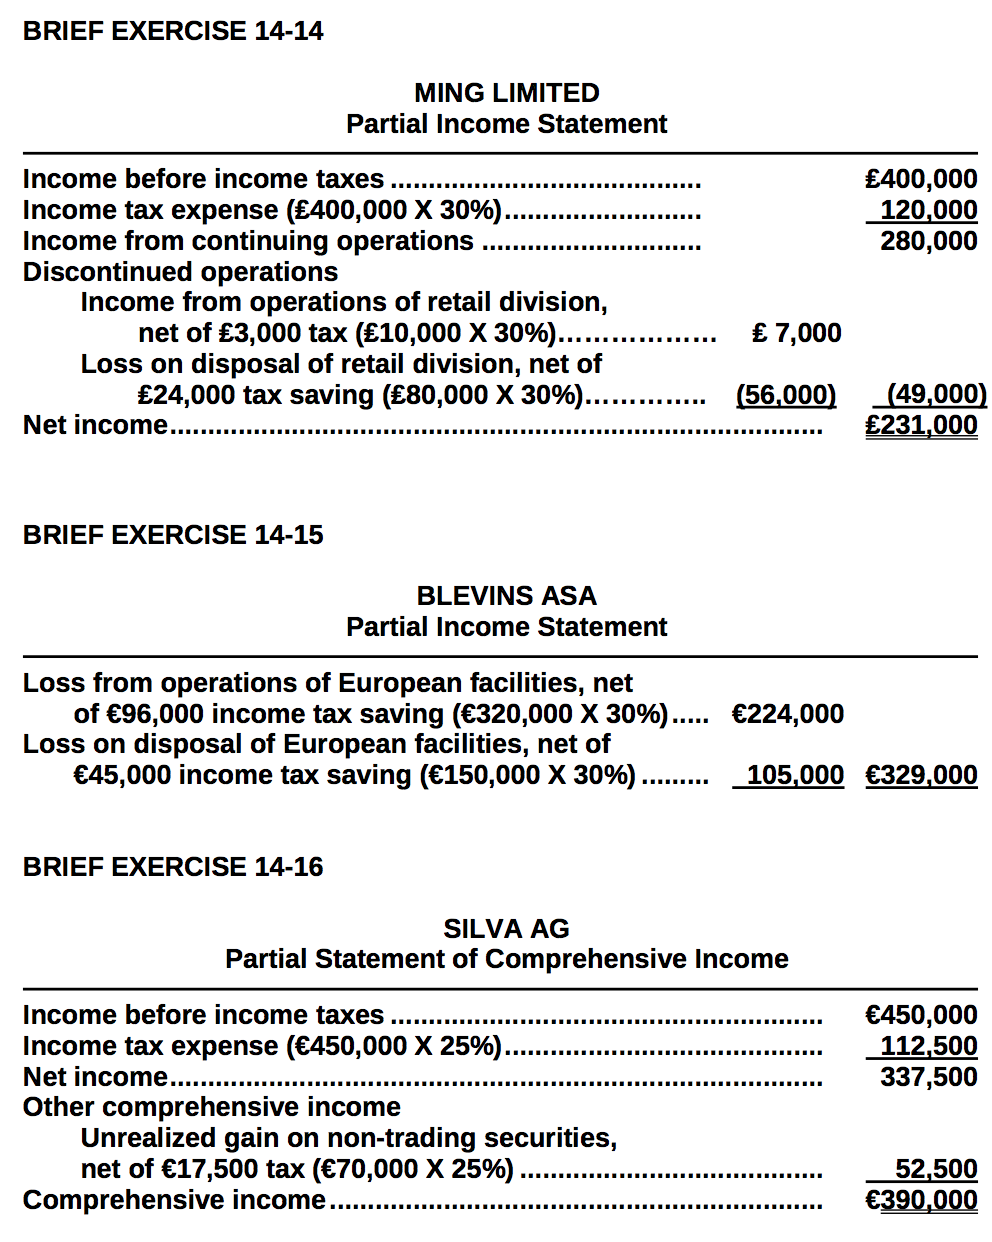 BRIEF EXERCISE 14-14
MING LIMITED
Partial Income Statement
Income before income taxes ......................................... ₤400,000
Income tax expense (₤400,000 X 30%).......................... 120,000
Income from continuing operations ............................. 280,000
Discontinued operations
Income from operations of retail division,
net of ₤3,000 tax (₤10,000 X 30%)……………… ₤ 7,000
Loss on disposal of retail division, net of
₤24,000 tax saving (₤80,000 X 30%)………….. (56,000) (49,000)
Net income...................................................................................... ₤231,000
BRIEF EXERCISE 14-15
BLEVINS ASA
Partial Income Statement
Loss from operations of European facilities, net
of €96,000 income tax saving (€320,000 X 30%)..... €224,000
Loss on disposal of European facilities, net of
€45,000 income tax saving (€150,000 X 30%) ......... 105,000 €329,000
BRIEF EXERCISE 14-16
SILVA AG
Partial Statement of Comprehensive Income
Income before income taxes ......................................................... €450,000
Income tax expense (€450,000 X 25%).......................................... 112,500
Net income...................................................................................... 337,500
Other comprehensive income
Unrealized gain on non-trading securities,
net of €17,500 tax (€70,000 X 25%) ........................................ 52,500
Comprehensive income................................................................. €390,000